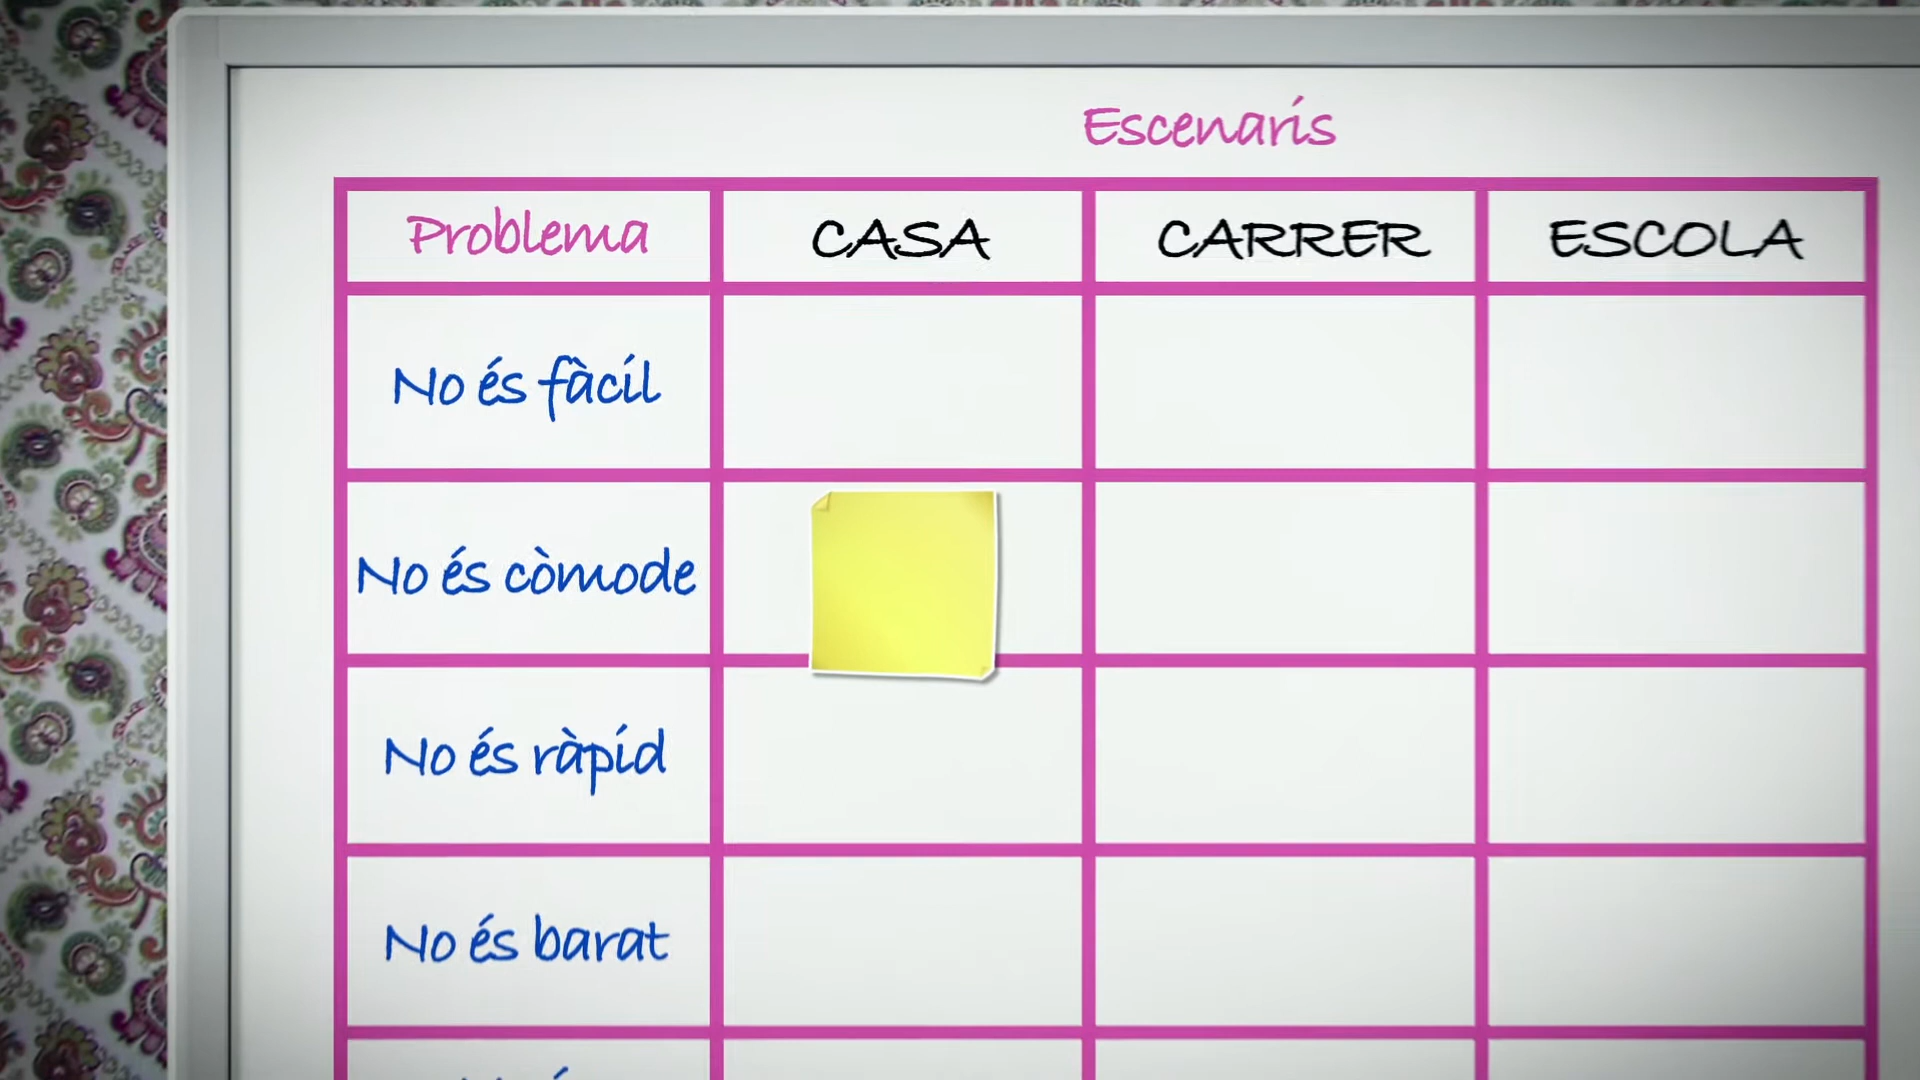 Escenaris
Problema CASA CARRER ESCOLA
No és fàcil
No és còmode
No és ràpid
No és barat